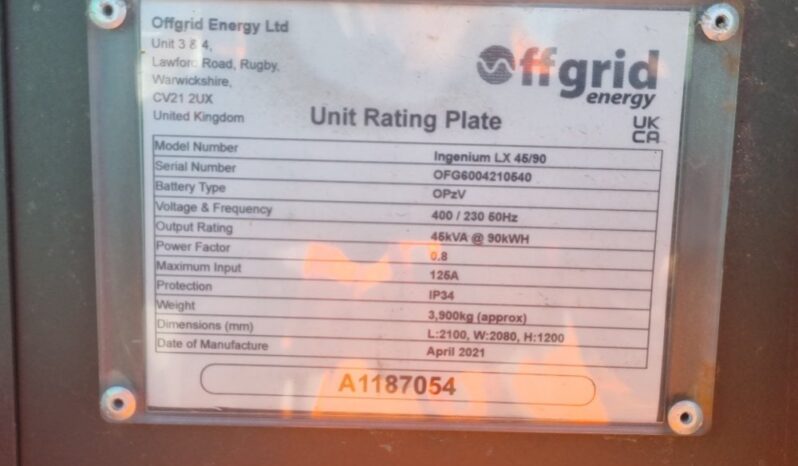 Offgrid Energy Ltd
Unit 3 & 4,
Lawford Road, Rugby.
Warwickshire,
CV21 2UX
United Kingdom
Offgrid
energy
Unit Rating Plate
UK
CA
Model Number Ingenium LX 45/90
Serial Number OFG6004210540
Battery Type OPzV
Voltage & Frequency 400 / 230 50Hz
Output Rating 45kVA @ 90kWH
Power Factor 0.8
Maximum Input 125A
Protection IP34
Weight 3,900kg (approx)
Dimensions (mm) L:2100, W:2080, H:1200
Date of Manufacture April 2021
A1187054